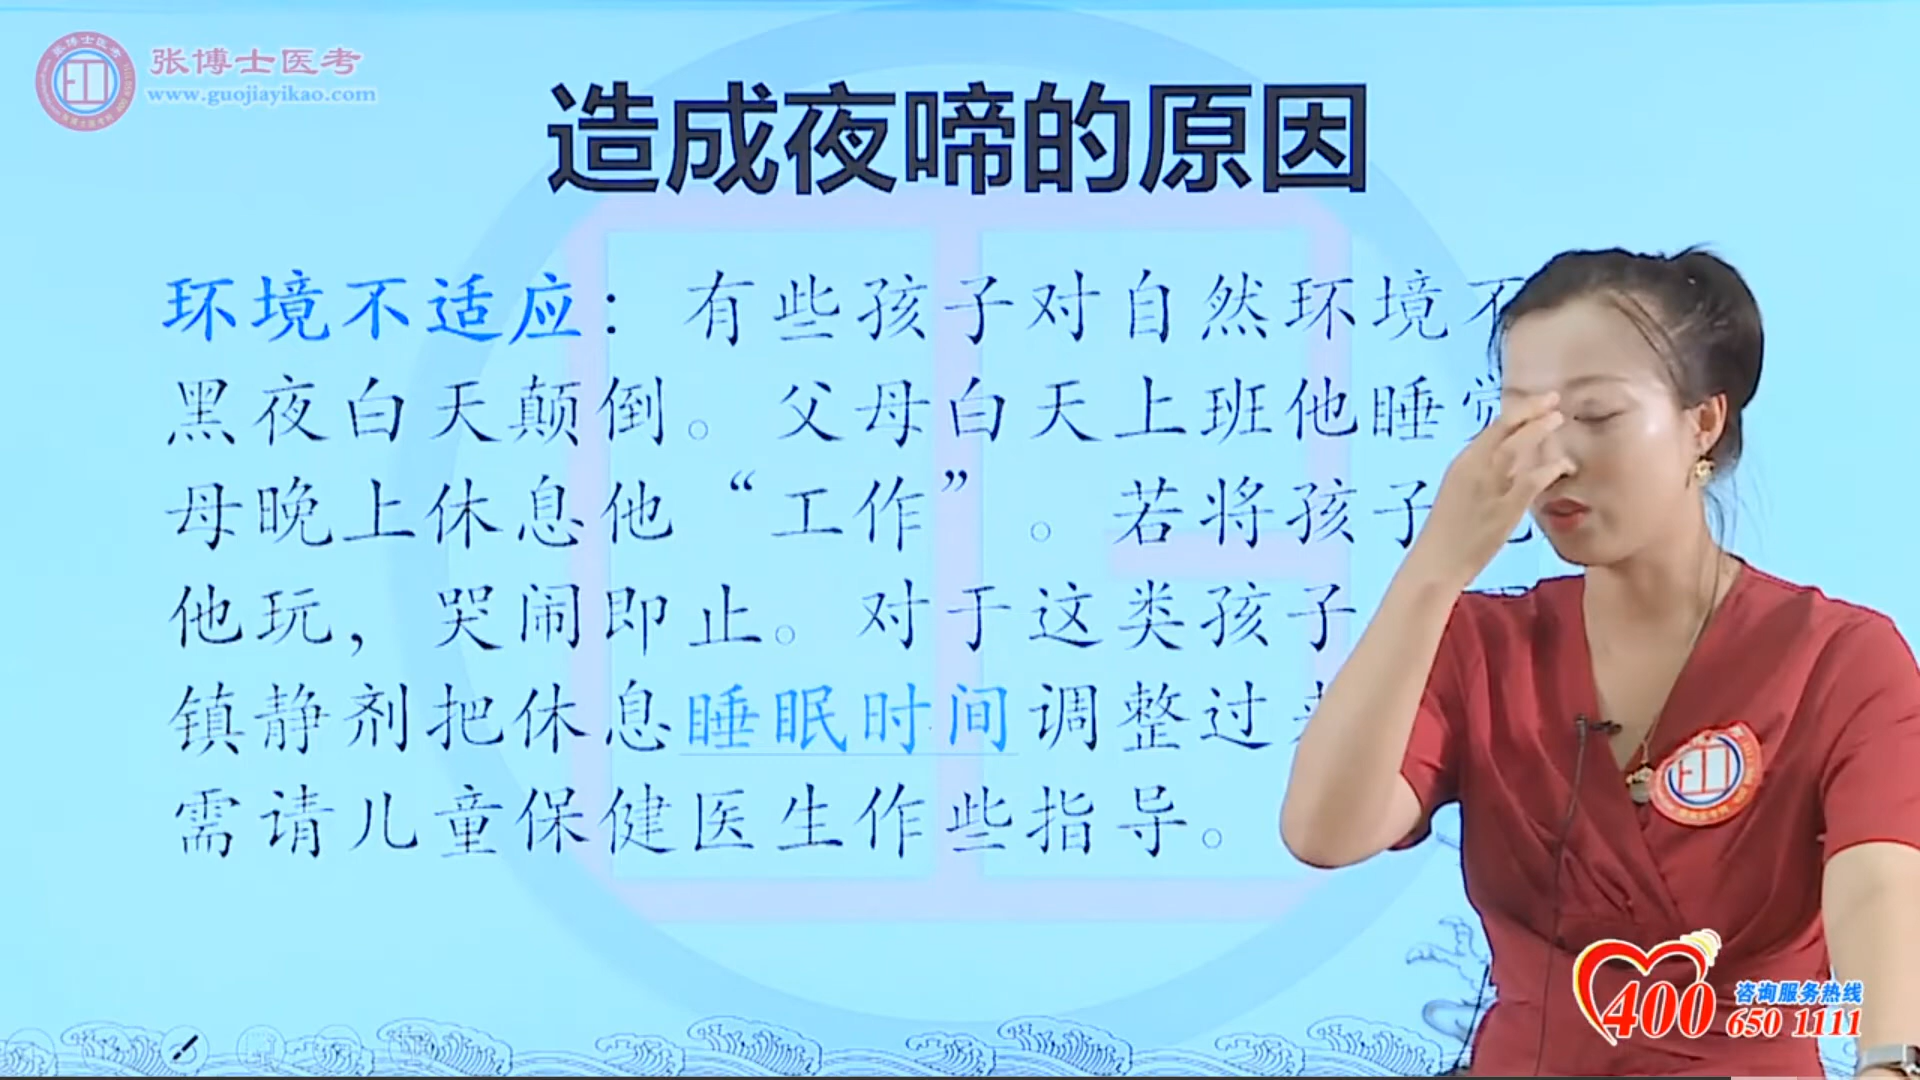 张博士医考
www.guojiayikao.com
造成夜啼的原因
环境不适应：有些孩子对自然环境不
黑夜白天颠倒。父母白天上班他睡觉
母晚上休息他“工作”。若将孩子
他玩，哭闹即止。对于这类孩子
镇静剂把休息睡眠时间调整过
需请儿童保健医生作些指导。
400 咨询服务热线
650 1111